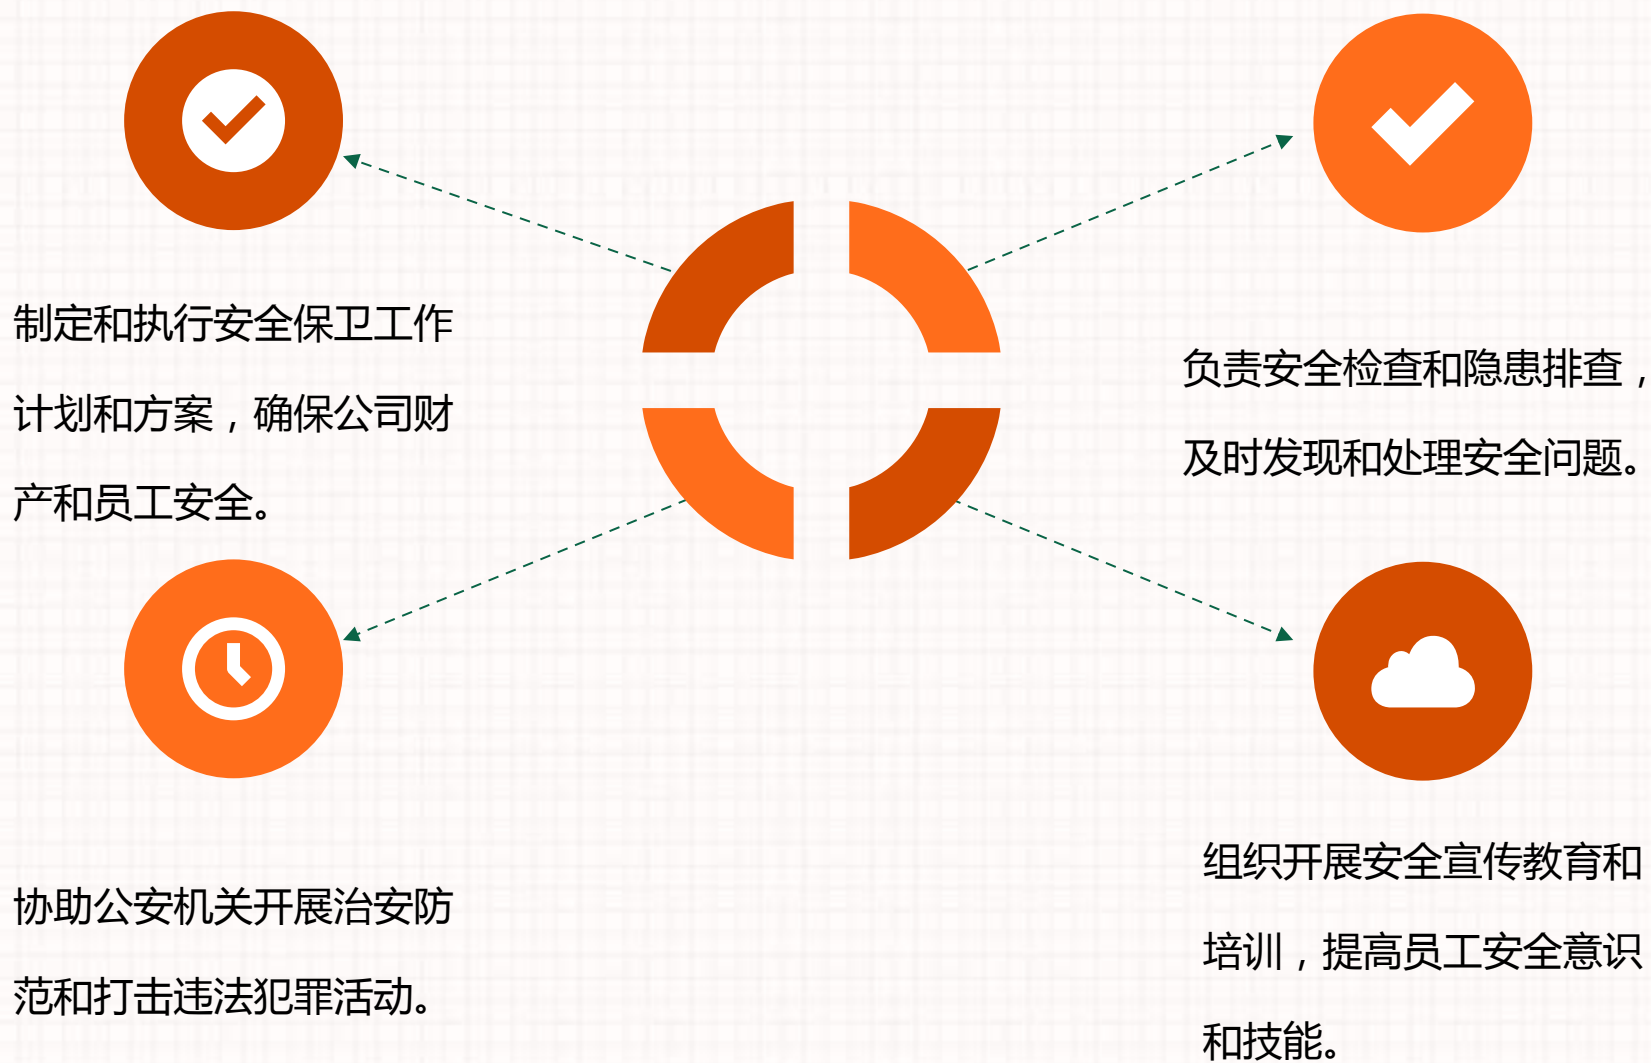 制定和执行安全保卫工作
计划和方案，确保公司财
产和员工安全。
负责安全检查和隐患排查，
及时发现和处理安全问题。
协助公安机关开展治安防
范和打击违法犯罪活动。
组织开展安全宣传教育和
培训，提高员工安全意识
和技能。